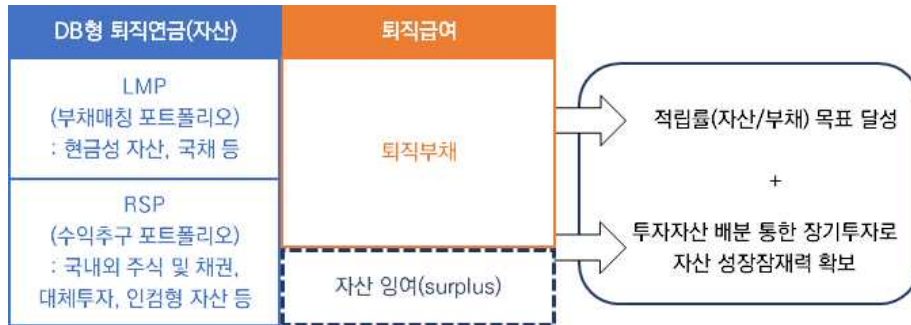 DB형 퇴직연금(자산)
LMP
(부채매칭 포트폴리오)
: 현금성 자산, 국채 등
RSP
(수익추구 포트폴리오)
: 국내외 주식 및 채권,
대체투자, 인컴형 자산 등
퇴직급여
퇴직부채
자산 잉여(surplus)
적립률(자산/부채) 목표 달성
+
투자자산 배분 통한 장기투자로
자산 성장잠재력 확보